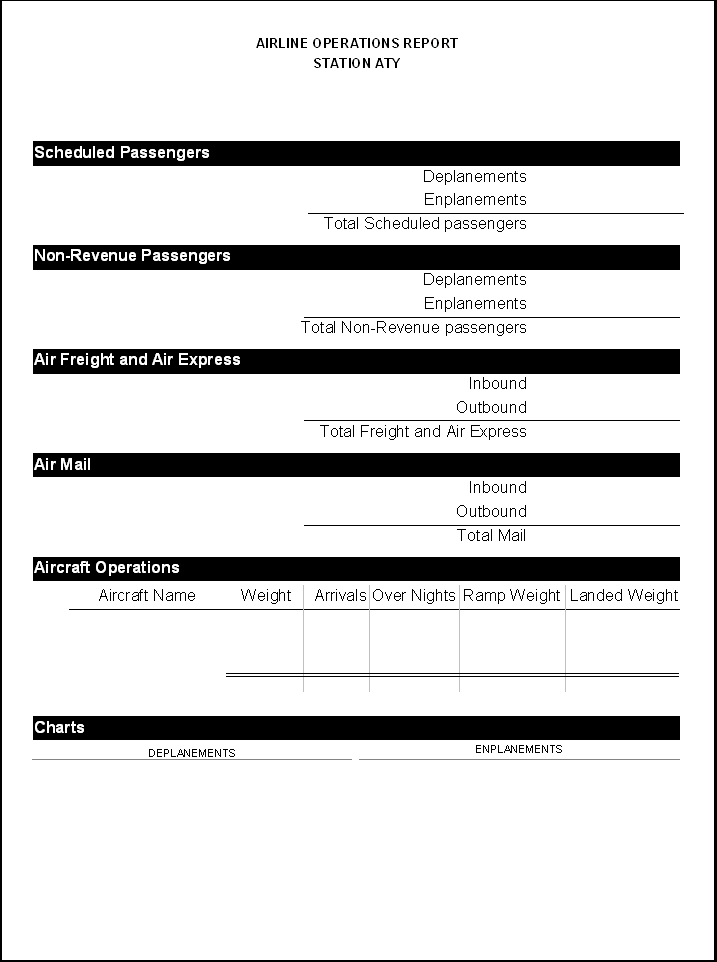 AIRLINE OPERATIONS REPORT
STATION ATY
Scheduled Passengers
Deplanements
Enplanements
Total Scheduled passengers
Non-Revenue Passengers
Deplanements
Enplanements
Total Non-Revenue passengers
Air Freight and Air Express
Inbound
Outbound
Total Freight and Air Express
Air Mail
Inbound
Outbound
Total Mail
Aircraft Operations
Aircraft Name Weight Arrivals Over Nights Ramp Weight Landed Weight
Charts
DEPLANEMENTS ENPLANEMENTS